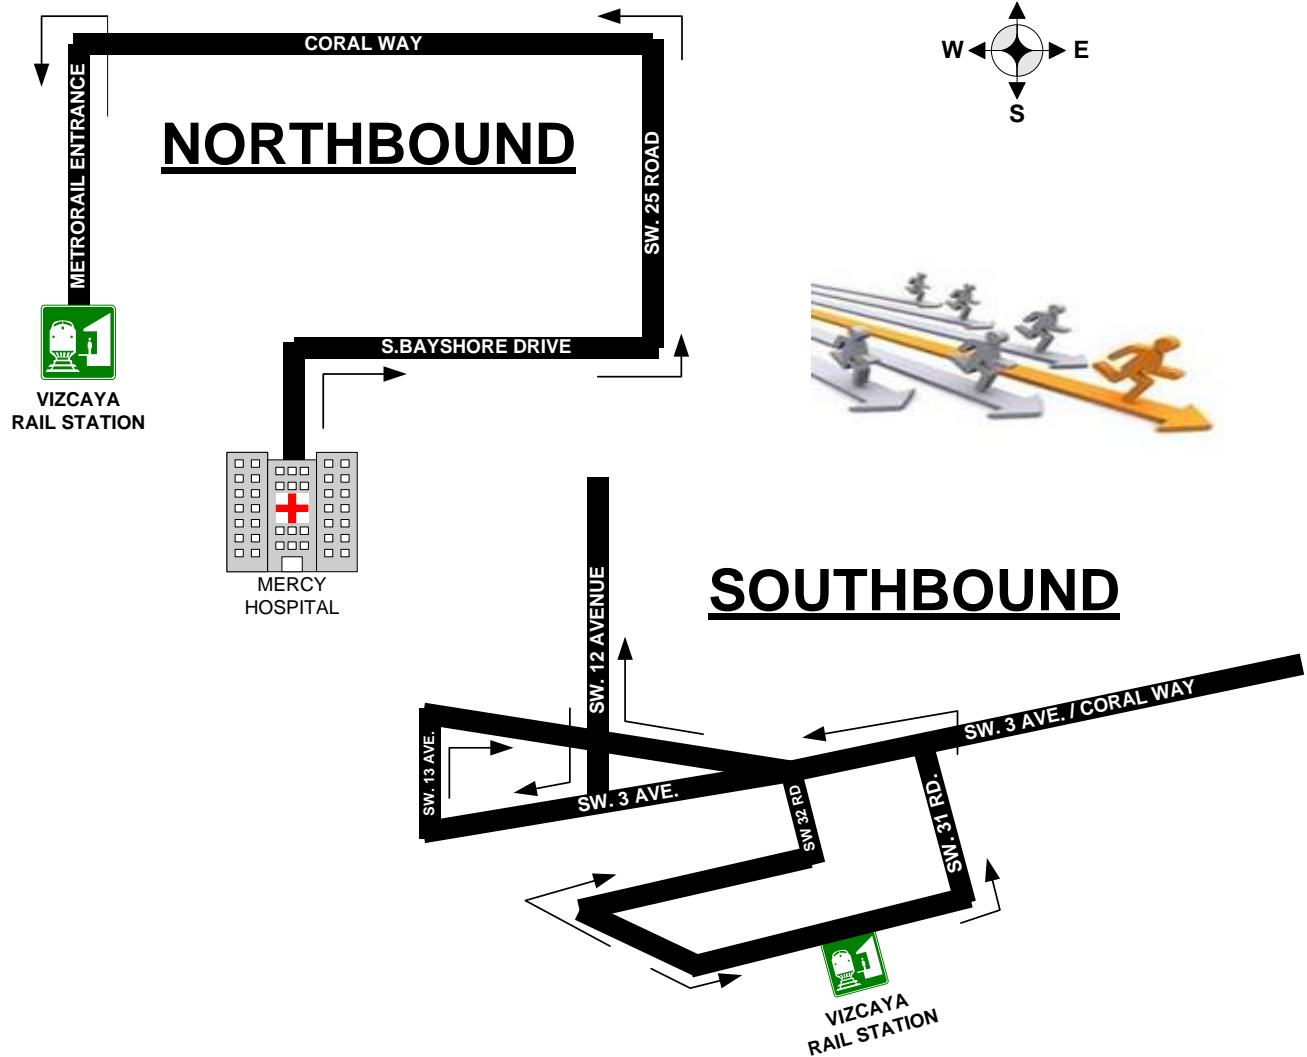 CORAL WAY
W
E
S
NORTHBOUND
METRORAIL ENTRANCE
SW. 25 ROAD
S.BAYSHORE DRIVE
VIZCAYA
RAIL STATION
MERCY
HOSPITAL
SOUTHBOUND
SW. 12 AVENUE
SW. 3 AVE. / CORAL WAY
SW. 13 AVE.
SW. 3 AVE.
SW 32 RD
SW. 31 RD.
VIZCAYA
RAIL STATION